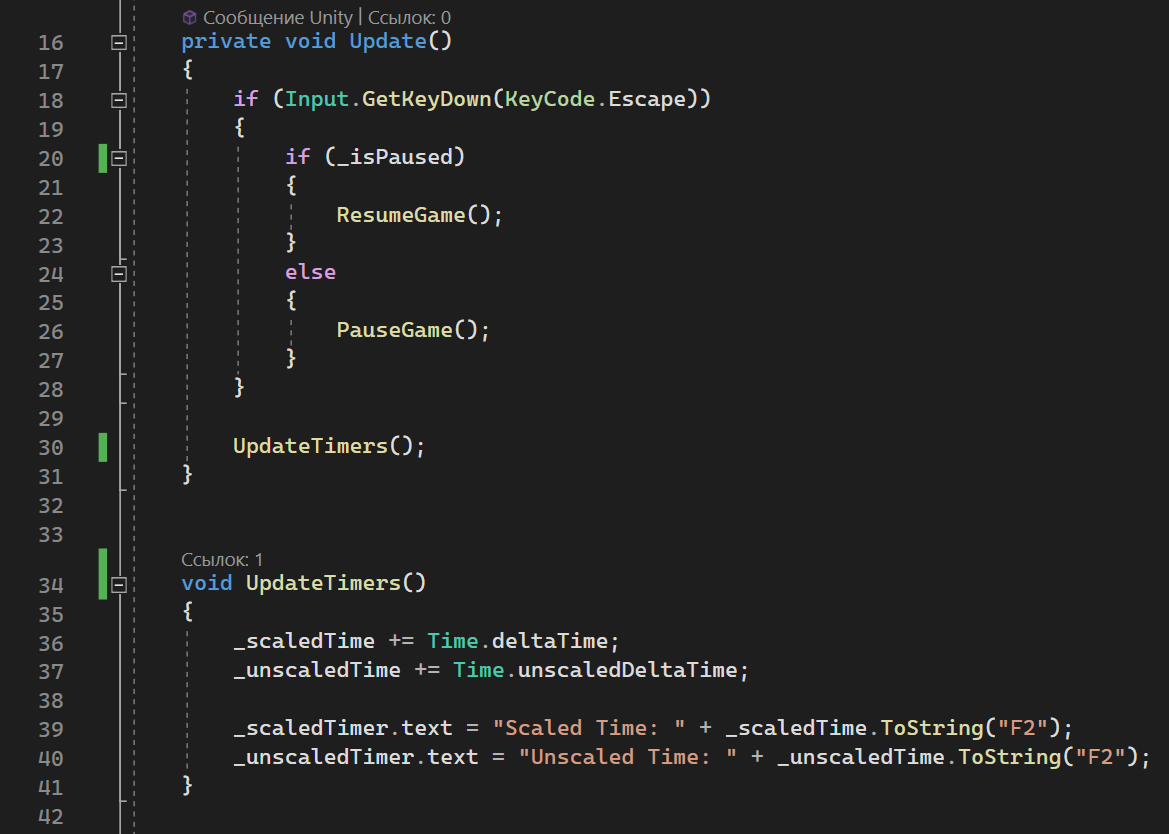 Сообщение Unity | Ссылок: 0
16 private void Update()
17 {
18 if (Input.GetKeyDown(KeyCode.Escape))
19 {
20 if (_isPaused)
21 {
22 ResumeGame();
23 }
24 else
25 {
26 PauseGame();
27 }
28 }
29
30 UpdateTimers();
31 }
32
33
Ссылок: 1
34 void UpdateTimers()
35 {
36 _scaledTime += Time.deltaTime;
37 _unscaledTime += Time.unscaledDeltaTime;
38
39 _scaledTimer.text = "Scaled Time: " + _scaledTime.ToString("F2");
40 _unscaledTimer.text = "Unscaled Time: " + _unscaledTime.ToString("F2");
41 }
42